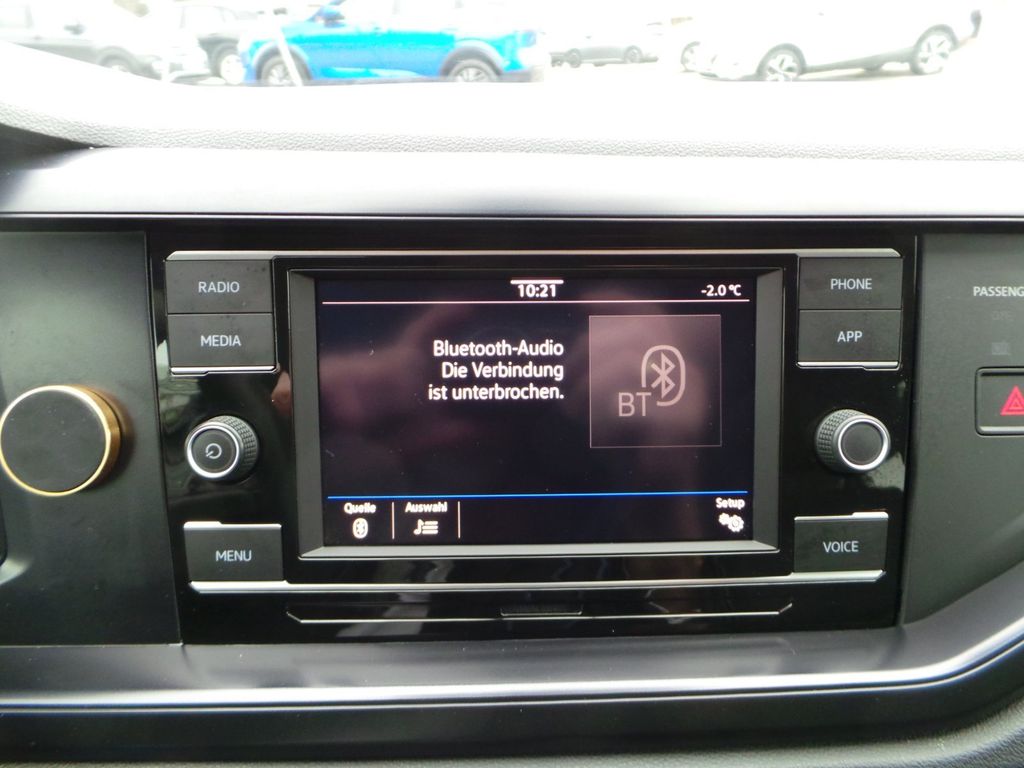 RADIO
MEDIA
MENU
10:21
-2.0 °C
Bluetooth-Audio
Die Verbindung
ist unterbrochen.
BT
Quelle
Auswahl
Setup
PHONE
APP
VOICE
PASSENG